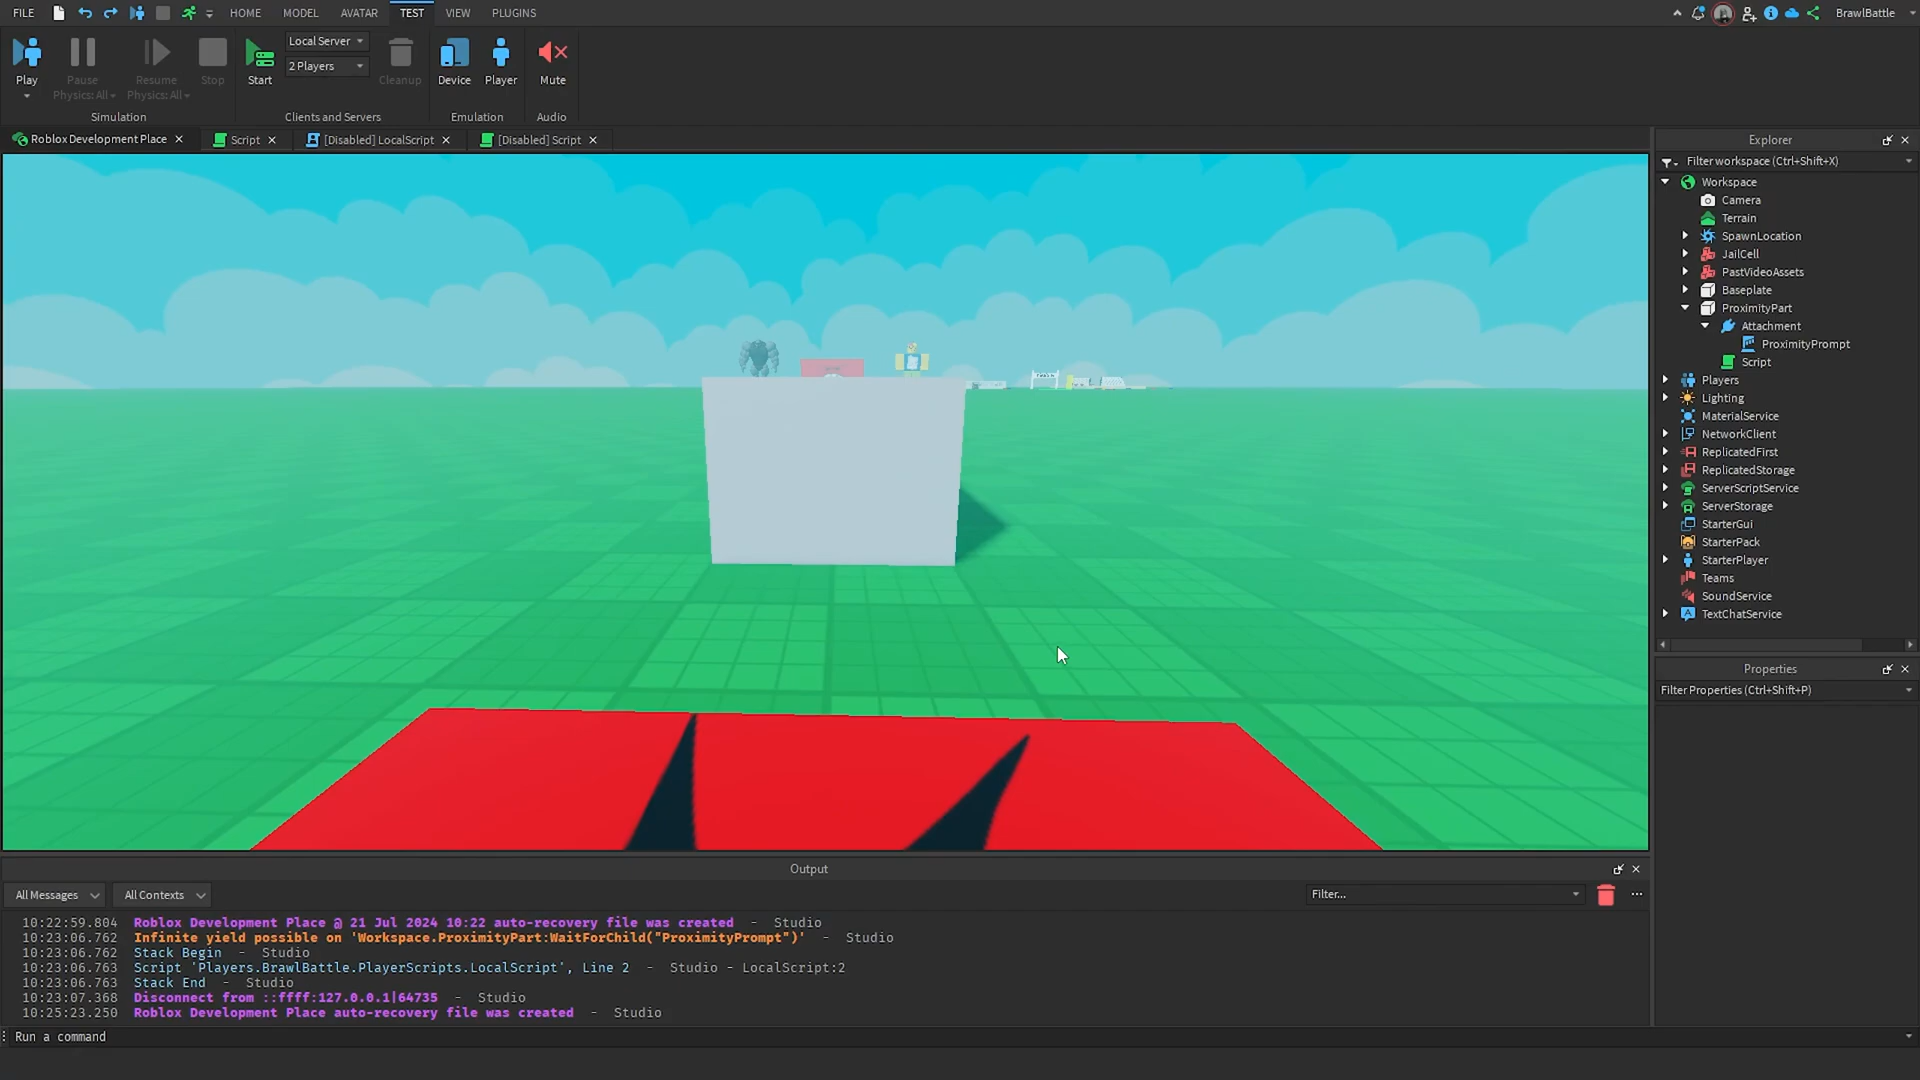 FILE HOME MODEL AVATAR TEST VIEW PLUGINS BrawlBattle
Local Server
2 Players
Play Pause Resume Stop Start Cleanup Device Player Mute
Physics: All Physics: All
Simulation Clients and Servers Emulation Audio
Roblox Development Place Script [Disabled] LocalScript [Disabled] Script
Explorer
Filter workspace (Ctrl+Shift+X)
Workspace
Camera
Terrain
SpawnLocation
JailCell
PastVideoAssets
Baseplate
ProximityPart
Attachment
ProximityPrompt
Script
Players
Lighting
MaterialService
NetworkClient
ReplicatedFirst
ReplicatedStorage
ServerScriptService
ServerStorage
StarterGui
StarterPack
StarterPlayer
Teams
SoundService
TextChatService
Properties
Filter Properties (Ctrl+Shift+P)
Output
All Messages All Contexts Filter...
10:22:59.804 Roblox Development Place @ 21 Jul 2024 10:22 auto-recovery file was created - Studio
10:23:06.762 Infinite yield possible on 'Workspace.ProximityPart:WaitForChild("ProximityPrompt")' - Studio
10:23:06.762 Stack Begin - Studio
10:23:06.763 Script 'Players.BrawlBattle.PlayerScripts.LocalScript', Line 2 - Studio - LocalScript:2
10:23:06.763 Stack End - Studio
10:23:07.368 Disconnect from ::ffff:127.0.0.1|64735 - Studio
10:25:23.250 Roblox Development Place auto-recovery file was created - Studio
Run a command